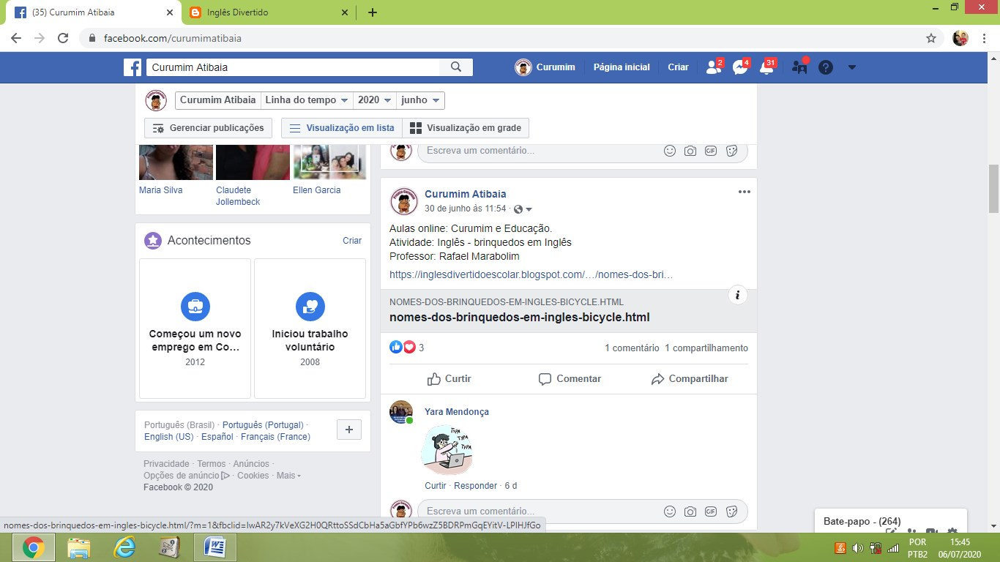 (35) Curumim Atibaia
Inglês Divertido
facebook.com/curumimatibaia
Curumim Atibaia
Curumim
Página inicial
Criar
2
4
31
Curumim Atibaia
Linha do tempo
2020
junho
Gerenciar publicações
Visualização em lista
Visualização em grade
Maria Silva
Claudete
Jollembeck
Ellen Garcia
Acontecimentos
Criar
Começou um novo
emprego em Co…
2012
Iniciou trabalho
voluntário
2008
Português (Brasil) · Português (Portugal) ·
English (US) · Español · Français (France)
Privacidade · Termos · Anúncios ·
Opções de anúncio · Cookies · Mais
Facebook © 2020
Escreva um comentário...
GIF
Curumim Atibaia
30 de junho às 11:54 ·
Aulas online: Curumim e Educação.
Atividade: Inglês - brinquedos em Inglês
Professor: Rafael Marabolim
https://inglesdivertidoescolar.blogspot.com/…/nomes-dos-bri…
NOMES-DOS-BRINQUEDOS-EM-INGLES-BICYCLE.HTML
nomes-dos-brinquedos-em-ingles-bicycle.html
3
1 comentário 1 compartilhamento
Curtir
Comentar
Compartilhar
Yara Mendonça
TYPA
TYPA
TYPA
Curtir · Responder · 6 d
Escreva um comentário...
GIF
Bate-papo - (264)
nomes-dos-brinquedos-em-ingles-bicycle.html/?m=1&fbclid=IwAR2y7kVeXG2H0QRttoSSdCbHa5aGbfYPb6wzZ5BDRPmGqEYitV-LPIHJfGo
POR
PTB2
15:45
06/07/2020